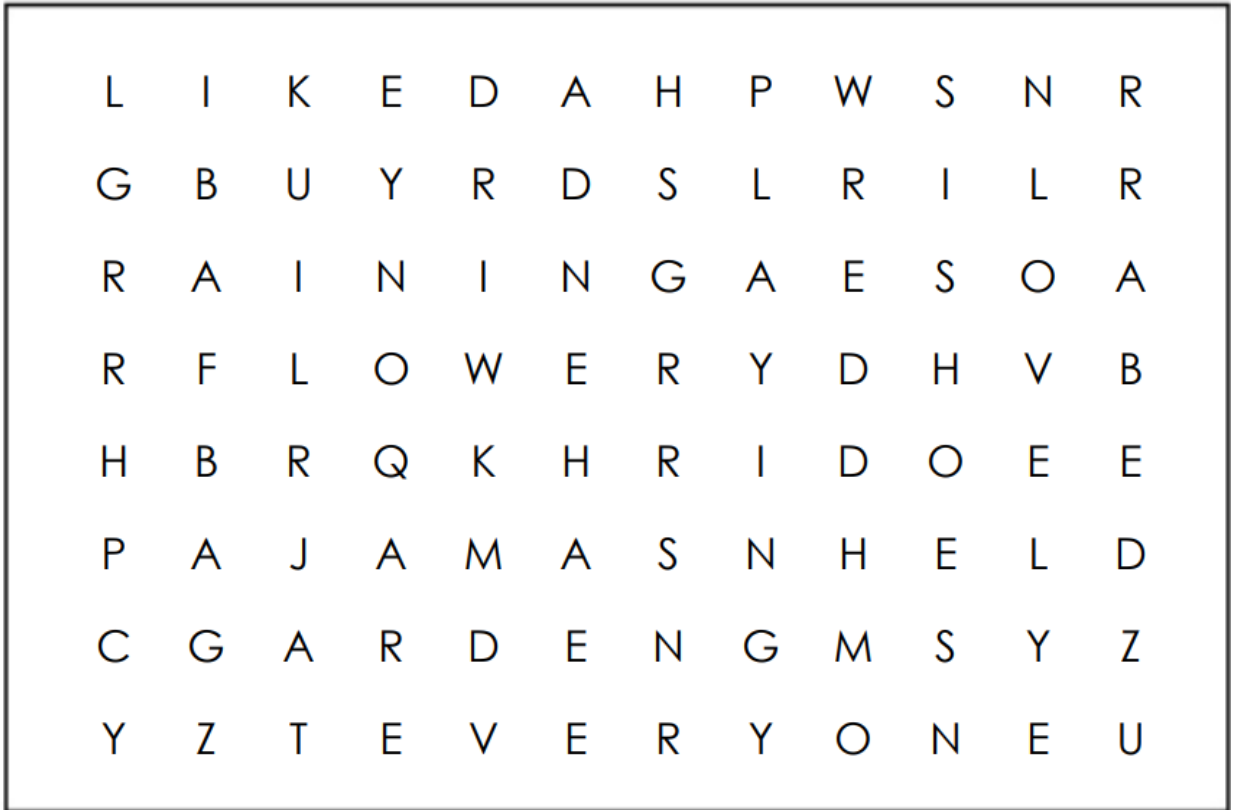 L I K E D A H P W S N R
G B U Y R D S L R I L R
R A I N I N G A E S O A
R F L O W E R Y D H V B
H B R Q K H R I D O E E
P A J A M A S N H E L D
C G A R D E N G M S Y Z
Y Z T E V E R Y O N E U